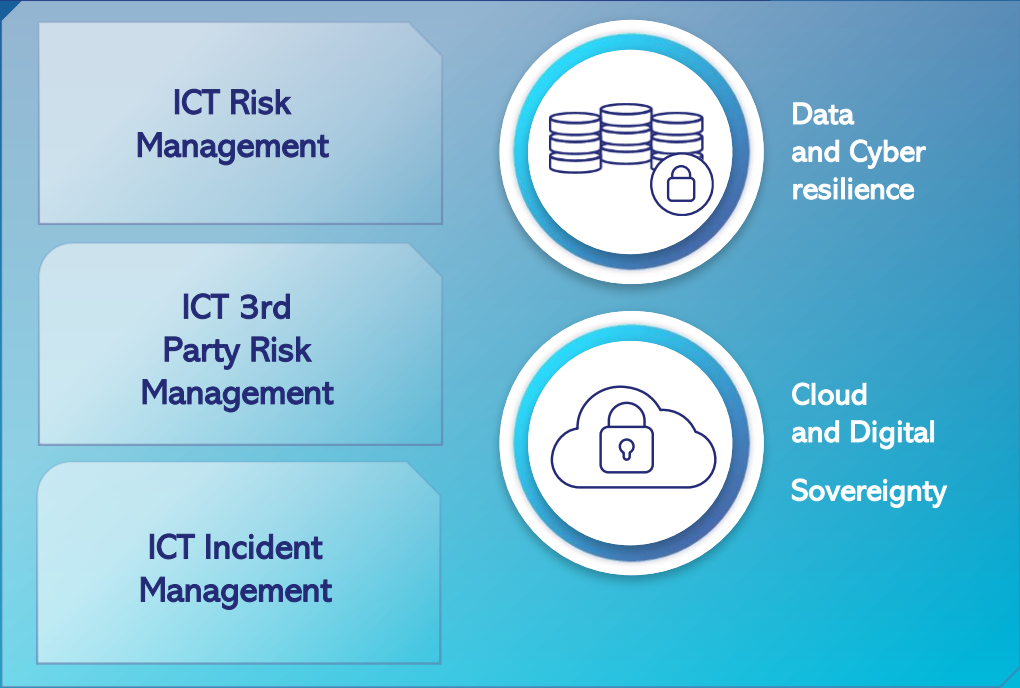 ICT Risk
Management
ICT 3rd
Party Risk
Management
ICT Incident
Management
Data
and Cyber
resilience
Cloud
and Digital
Sovereignty